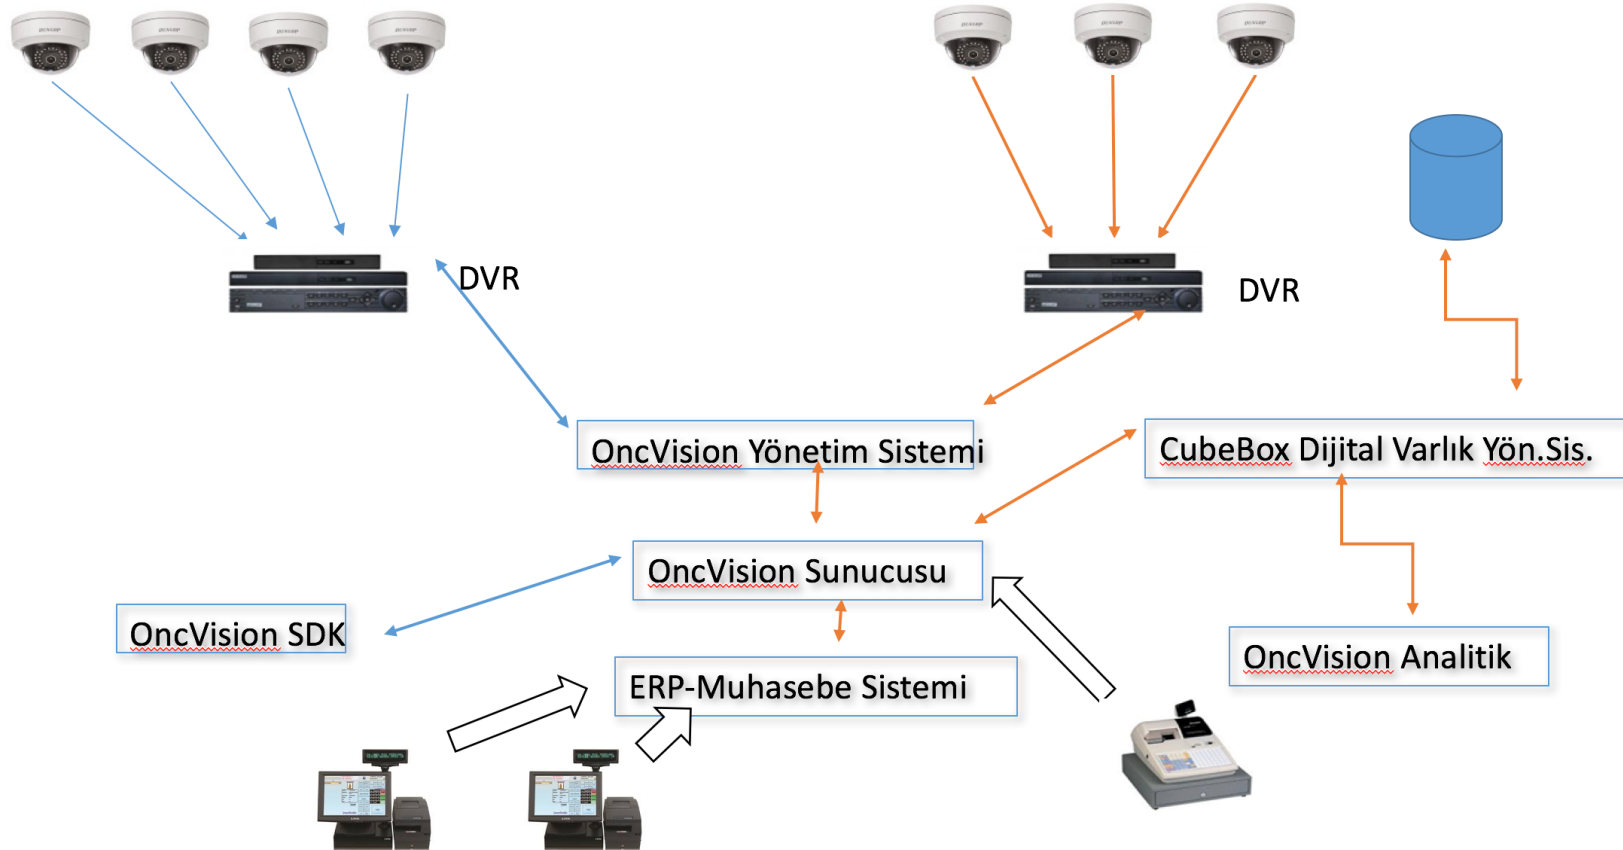 DVR
DVR
OncVision Yönetim Sistemi
CubeBox Dijital Varlık Yön.Sis.
OncVision Sunucusu
OncVision SDK
OncVision Analitik
ERP-Muhasebe Sistemi